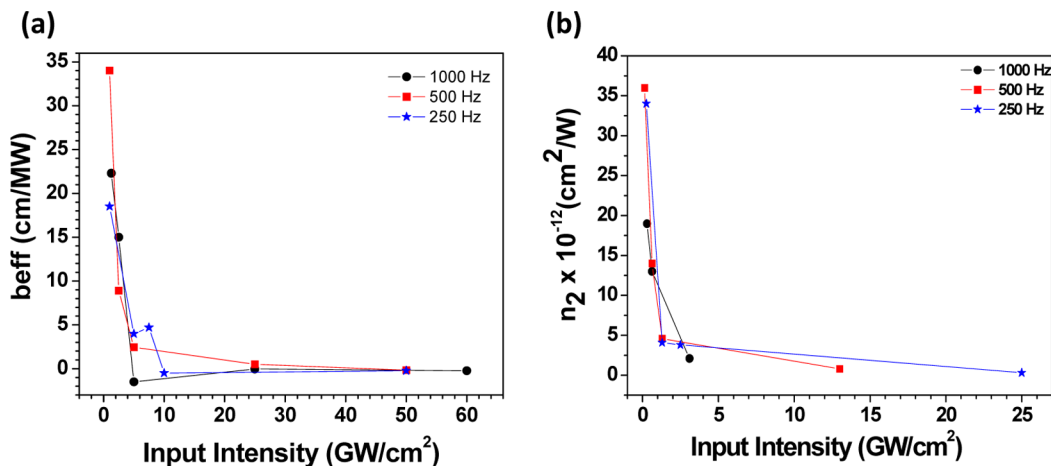 (a)
35
30
25
20
15
10
5
0
beff (cm/MW)
1000 Hz
500 Hz
250 Hz
0 10 20 30 40 50 60
Input Intensity (GW/cm²)
(b)
40
35
30
25
20
15
10
5
0
n₂ x 10⁻¹²(cm²/W)
1000 Hz
500 Hz
250 Hz
0 5 10 15 20 25
Input Intensity (GW/cm²)